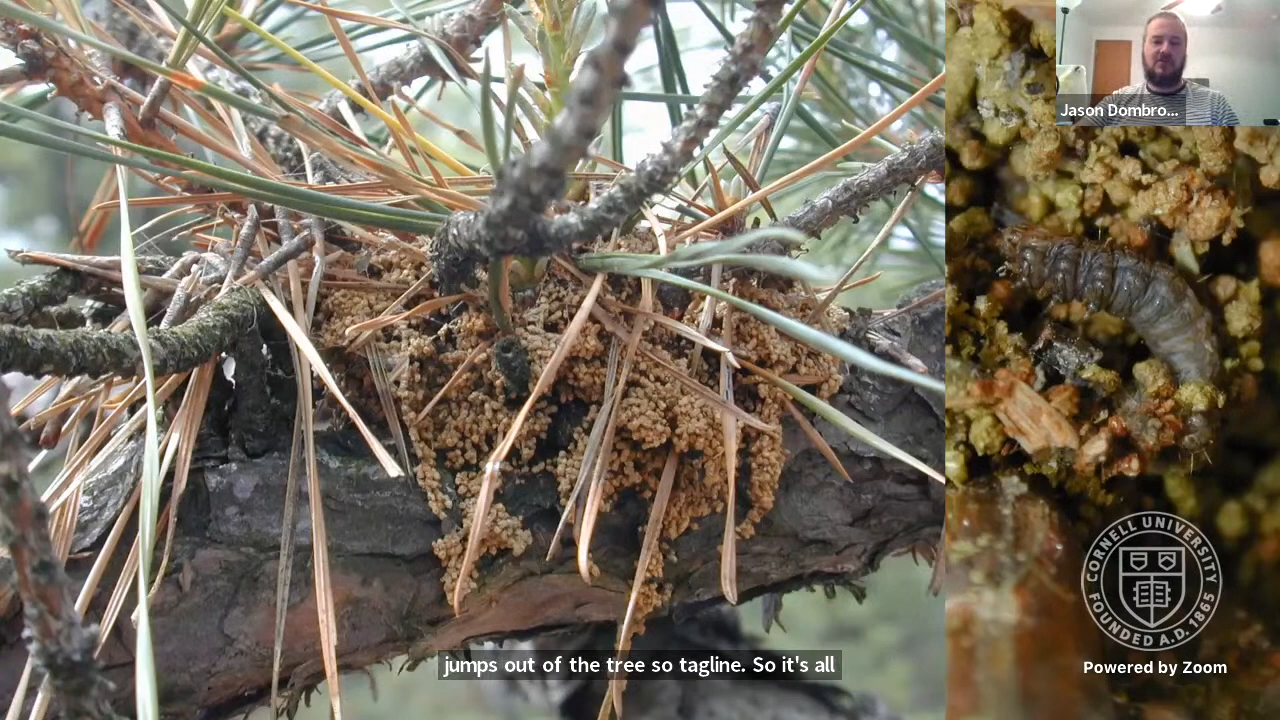 Jason Dombro...
CORNELL UNIVERSITY
FOUNDED A.D. 1865
Powered by Zoom
jumps out of the tree so tagline. So it's all